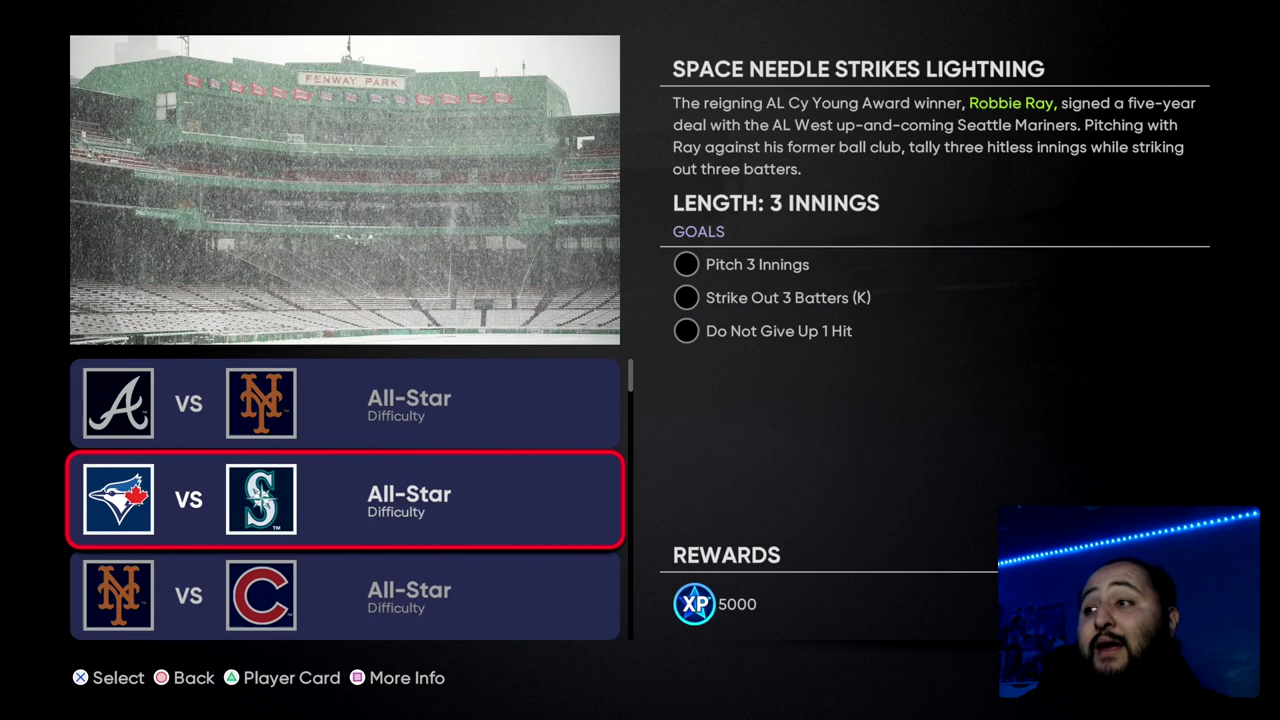 FENWAY PARK
SPACE NEEDLE STRIKES LIGHTNING
The reigning AL Cy Young Award winner, Robbie Ray, signed a five-year
deal with the AL West up-and-coming Seattle Mariners. Pitching with
Ray against his former ball club, tally three hitless innings while striking
out three batters.
LENGTH: 3 INNINGS
GOALS
Pitch 3 Innings
Strike Out 3 Batters (K)
Do Not Give Up 1 Hit
A VS NY All-Star
Difficulty
VS S ™ All-Star
Difficulty
NY VS C All-Star
Difficulty
REWARDS
XP 5000
Select Back Player Card More Info